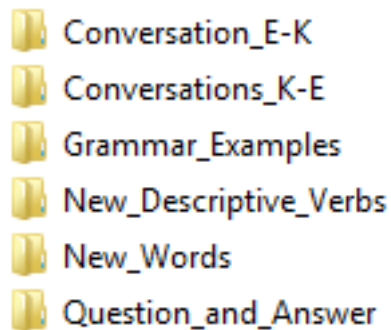 Conversation_E-K
Conversations_K-E
Grammar_Examples
New_Descriptive_Verbs
New_Words
Question_and_Answer